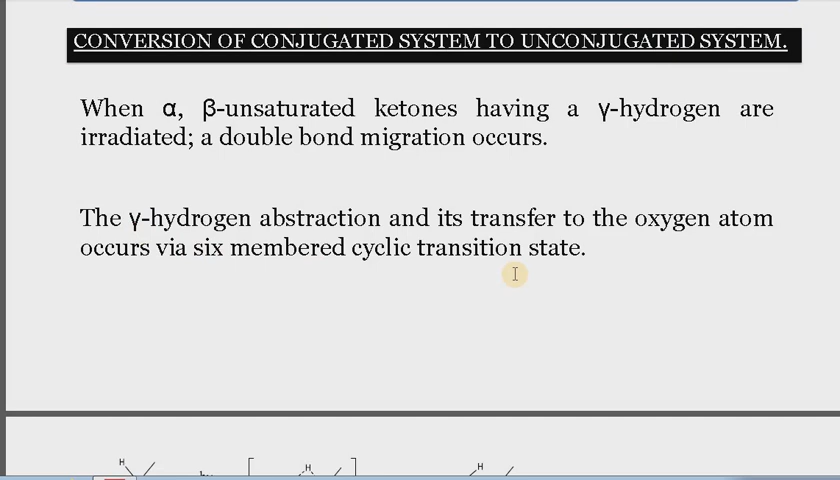 CONVERSION OF CONJUGATED SYSTEM TO UNCONJUGATED SYSTEM.
When α, β-unsaturated ketones having a γ-hydrogen are
irradiated; a double bond migration occurs.
The γ-hydrogen abstraction and its transfer to the oxygen atom
occurs via six membered cyclic transition state.
H H H